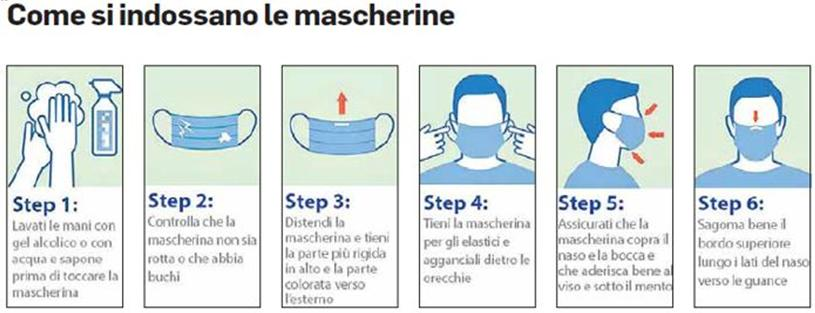 Come si indossano le mascherine
Step 1:
Lavati le mani con
gel alcolico o con
acqua e sapone
prima di toccare la
mascherina
Step 2:
Controlla che la
mascherina non sia
rotta o che abbia
buchi
Step 3:
Distendi la
mascherina e tieni
la parte più rigida
in alto e la parte
colorata verso
l'esterno
Step 4:
Tieni la mascherina
per gli elastici e
agganciali dietro le
orecchie
Step 5:
Assicurati che la
mascherina copra il
naso e la bocca e
che aderisca bene al
viso e sotto il mento
Step 6:
Sagoma bene il
bordo superiore
lungo i lati del naso
verso le guance